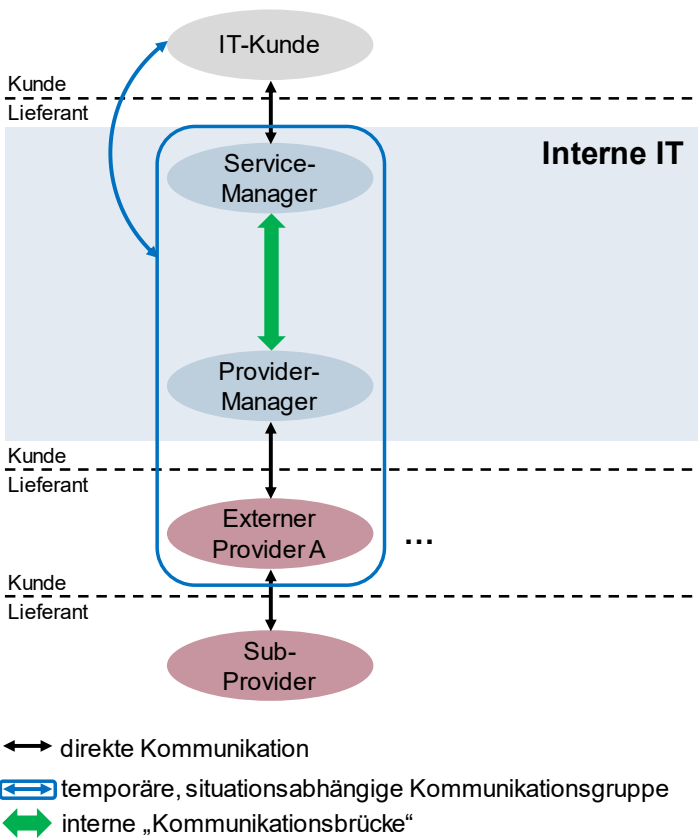 IT-Kunde
Kunde
Lieferant
Interne IT
Service-
Manager
Provider-
Manager
Kunde
Lieferant
Externer
Provider A
...
Kunde
Lieferant
Sub-
Provider
direkte Kommunikation
temporäre, situationsabhängige Kommunikationsgruppe
interne „Kommunikationsbrücke“